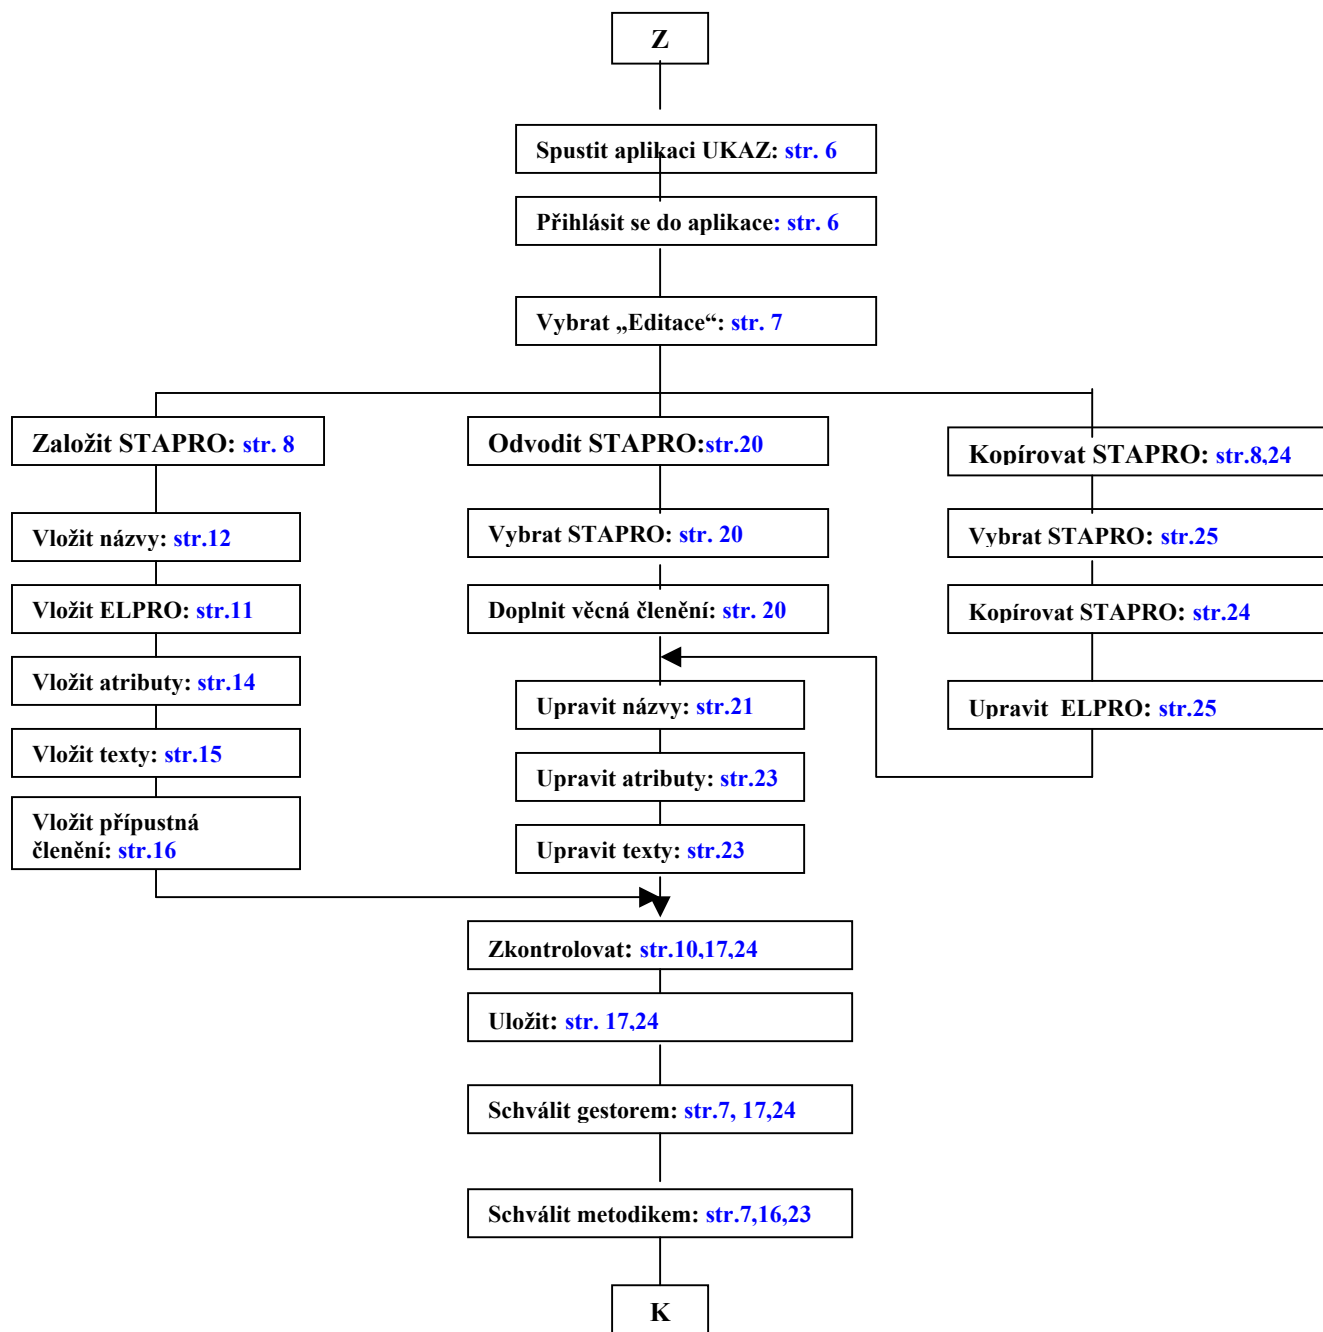 Z
Spustit aplikaci UKAZ: str. 6
Přihlásit se do aplikace: str. 6
Vybrat „Editace“: str. 7
Založit STAPRO: str. 8
Vložit názvy: str.12
Vložit ELPRO: str.11
Vložit atributy: str.14
Vložit texty: str.15
Vložit přípustná
členění: str.16
Odvodit STAPRO:str.20
Vybrat STAPRO: str. 20
Doplnit věcná členění: str. 20
Upravit názvy: str.21
Upravit atributy: str.23
Upravit texty: str.23
Kopírovat STAPRO: str.8,24
Vybrat STAPRO: str.25
Kopírovat STAPRO: str.24
Upravit  ELPRO: str.25
Zkontrolovat: str.10,17,24
Uložit: str. 17,24
Schválit gestorem: str.7, 17,24
Schválit metodikem: str.7,16,23
K